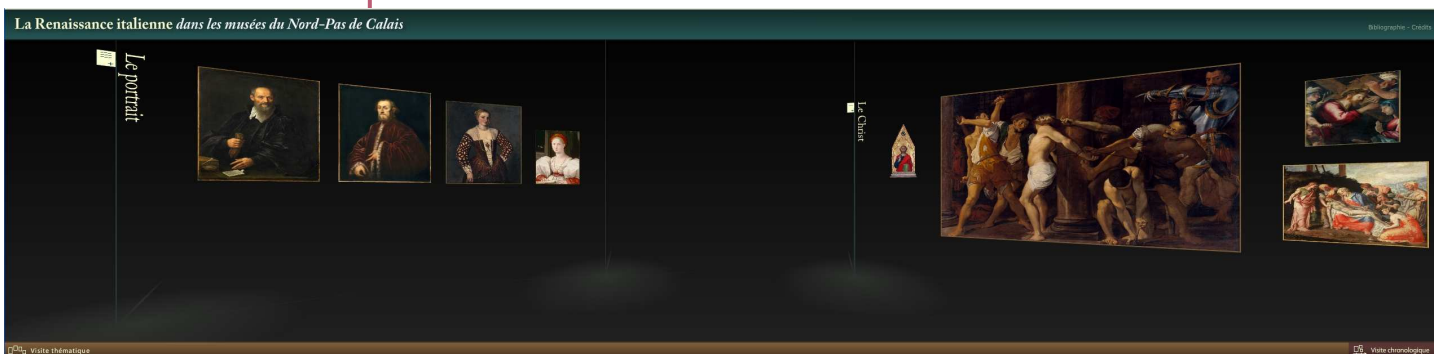 La Renaissance italienne dans les musées du Nord-Pas de Calais
Bibliographie - Crédits
Le portrait
Le Christ
Visite thématique
Visite chronologique